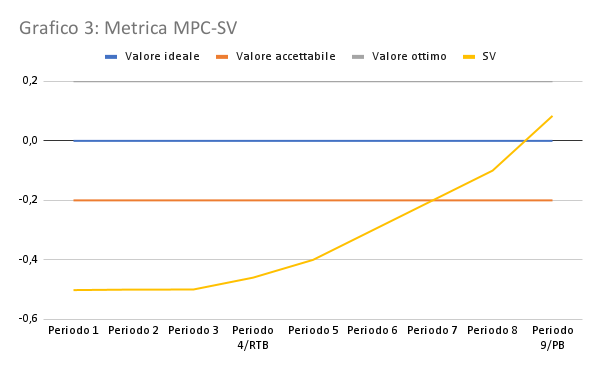 Grafico 3: Metrica MPC-SV
Valore ideale Valore accettabile Valore ottimo SV
0,2
0,0
-0,2
-0,4
-0,6
Periodo 1 Periodo 2 Periodo 3 Periodo 4/RTB Periodo 5 Periodo 6 Periodo 7 Periodo 8 Periodo 9/PB